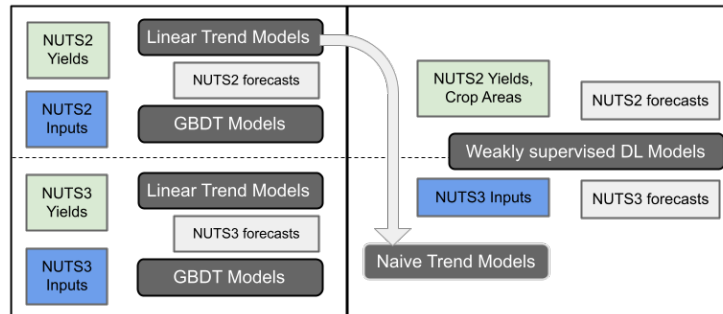 NUTS2
Yields
Linear Trend Models
NUTS2 forecasts
NUTS2
Inputs
GBDT Models
NUTS3
Yields
Linear Trend Models
NUTS3 forecasts
NUTS3
Inputs
GBDT Models
NUTS2 Yields,
Crop Areas
NUTS2 forecasts
Weakly supervised DL Models
NUTS3 Inputs
NUTS3 forecasts
Naive Trend Models